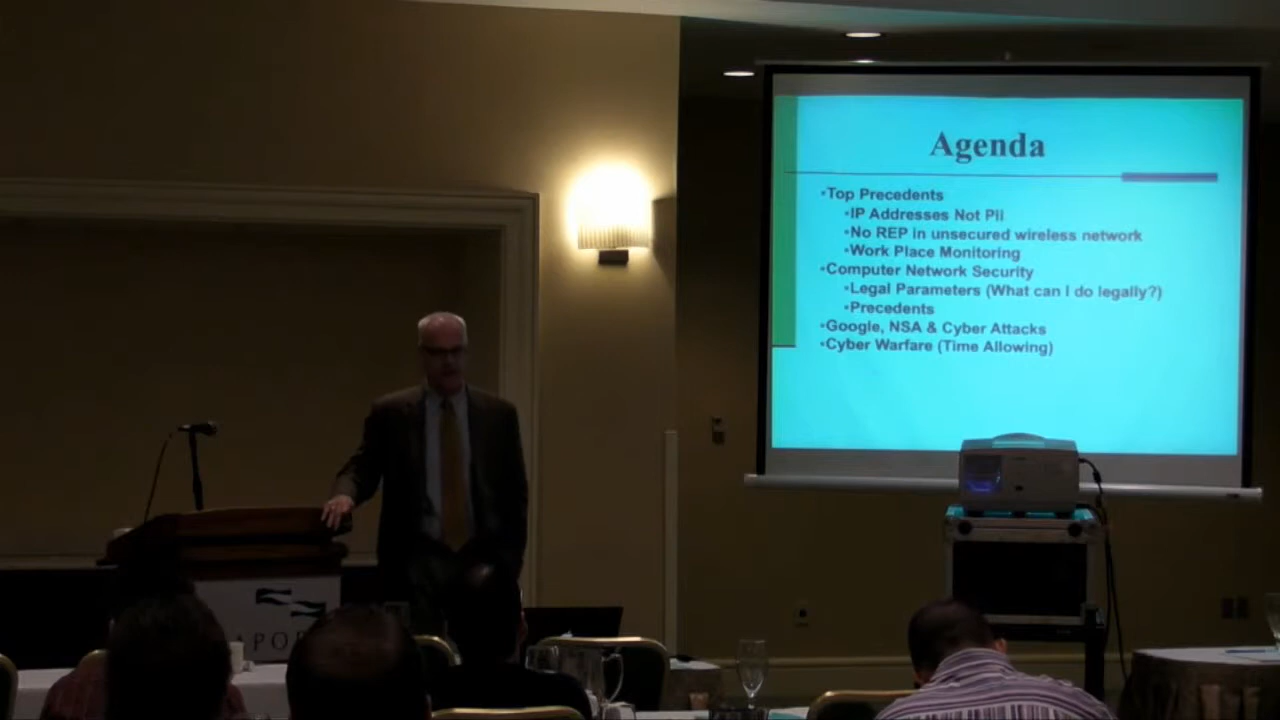 Agenda
•Top Precedents
•IP Addresses Not PII
•No REP in unsecured wireless network
•Work Place Monitoring
•Computer Network Security
•Legal Parameters (What can I do legally?)
•Precedents
•Google, NSA & Cyber Attacks
•Cyber Warfare (Time Allowing)